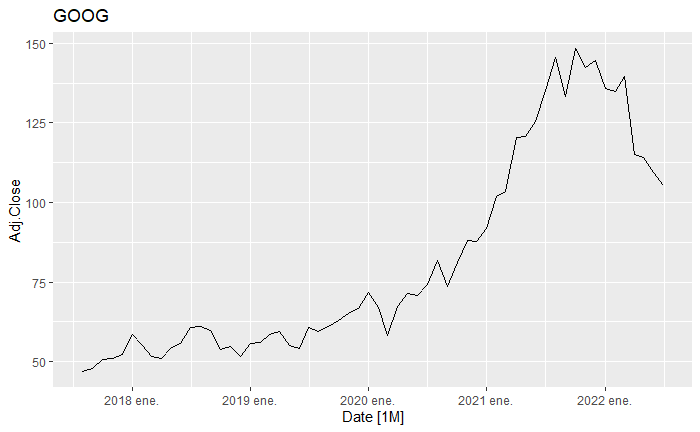 GOOG
150
125
100
75
50
Adj.Close
2018 ene.
2019 ene.
2020 ene.
2021 ene.
2022 ene.
Date [1M]